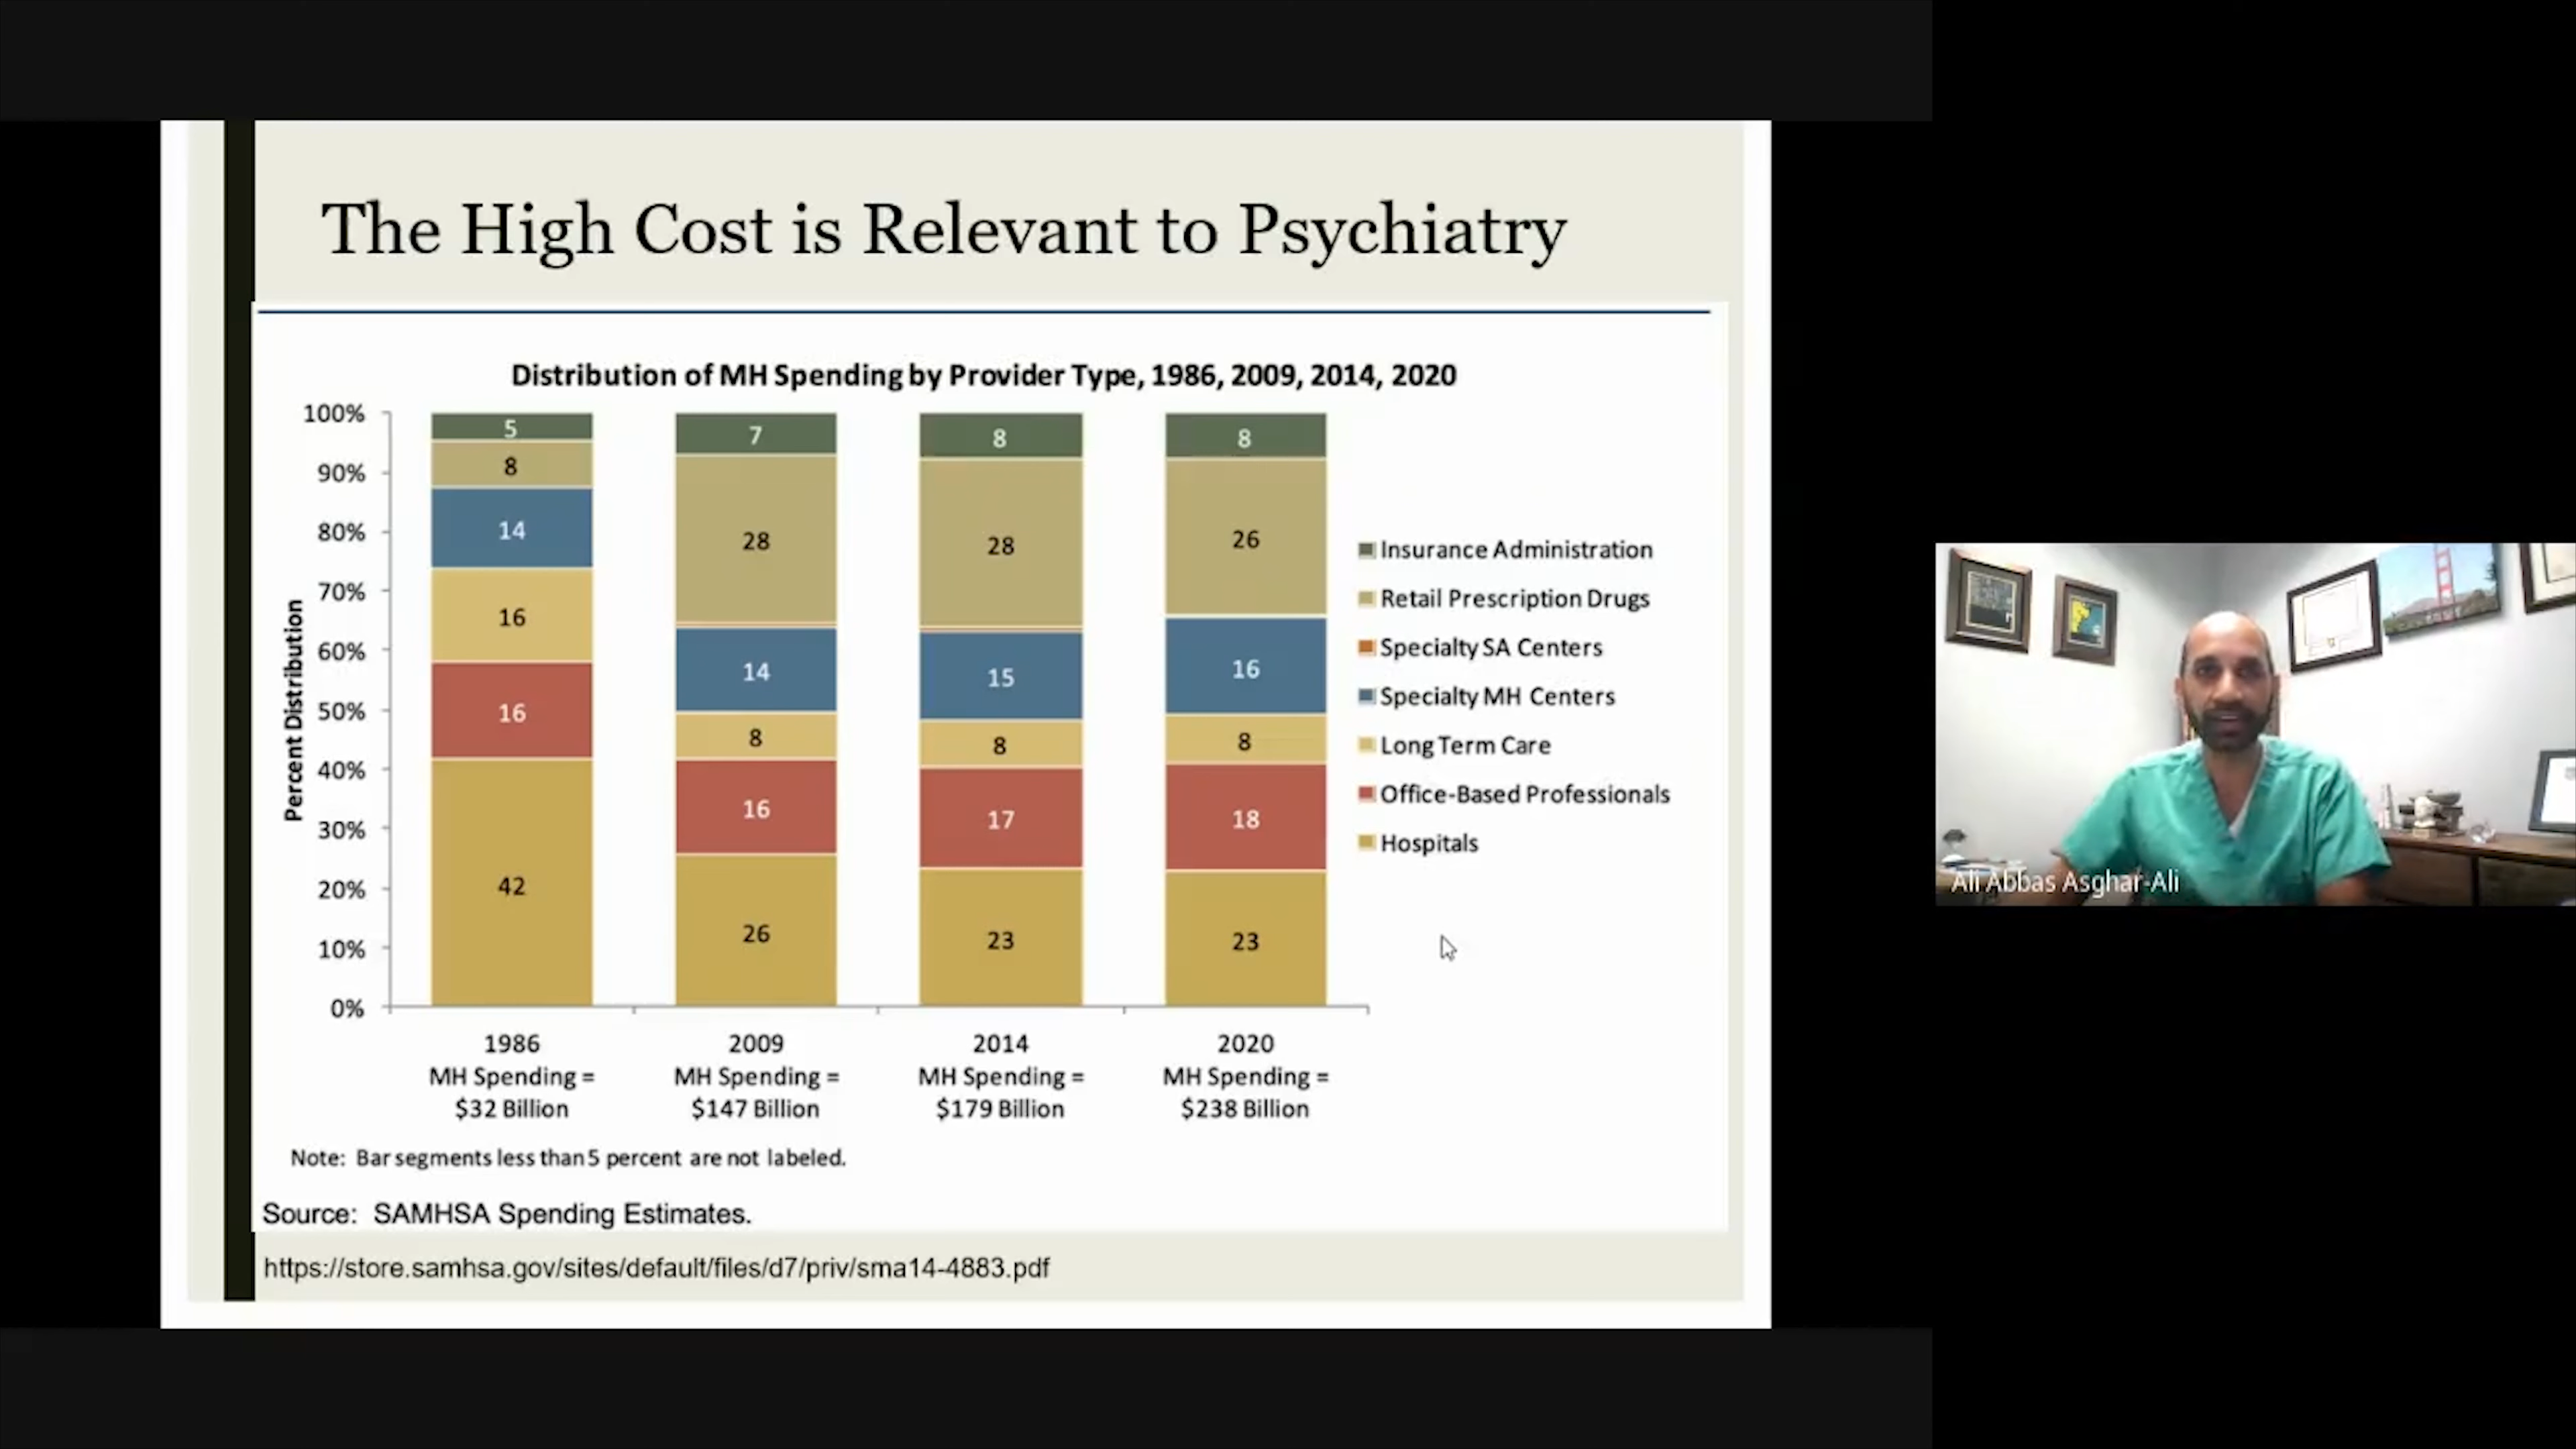 The High Cost is Relevant to Psychiatry
Distribution of MH Spending by Provider Type, 1986, 2009, 2014, 2020
Percent Distribution
100%
90%
80%
70%
60%
50%
40%
30%
20%
10%
0%
5
8
14
16
16
42
7
28
14
8
16
26
8
28
15
8
17
23
8
26
16
8
18
23
1986
MH Spending =
$32 Billion
2009
MH Spending =
$147 Billion
2014
MH Spending =
$179 Billion
2020
MH Spending =
$238 Billion
Insurance Administration
Retail Prescription Drugs
Specialty SA Centers
Specialty MH Centers
Long Term Care
Office-Based Professionals
Hospitals
Note: Bar segments less than 5 percent are not labeled.
Source: SAMHSA Spending Estimates.
https://store.samhsa.gov/sites/default/files/d7/priv/sma14-4883.pdf
Ali Abbas Asghar-Ali